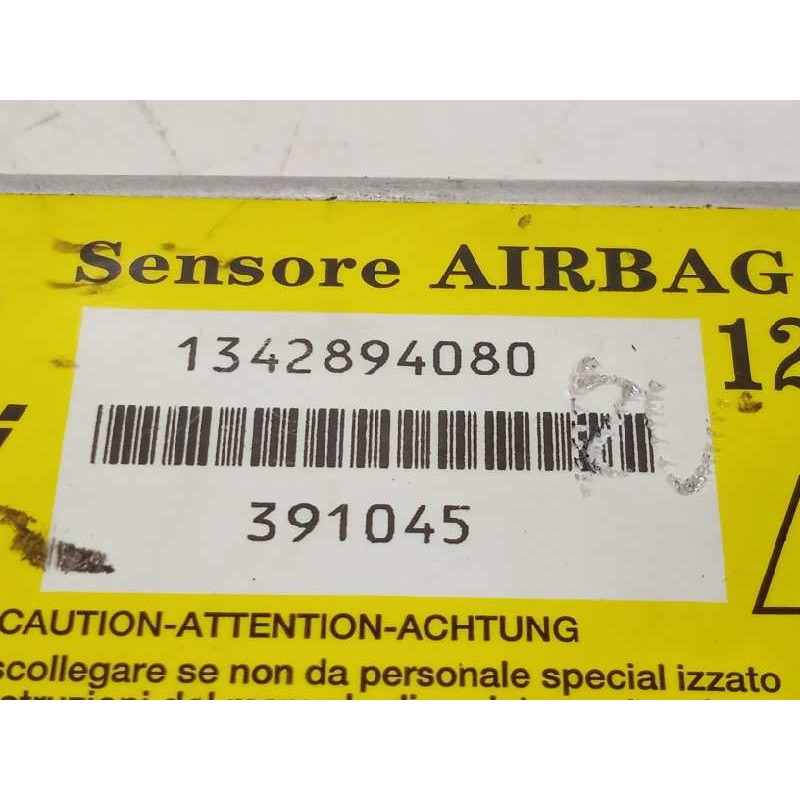 Sensore AIRBAG
12
1342894080
391045
CAUTION-ATTENTION-ACHTUNG
scollegare se non da personale special izzato